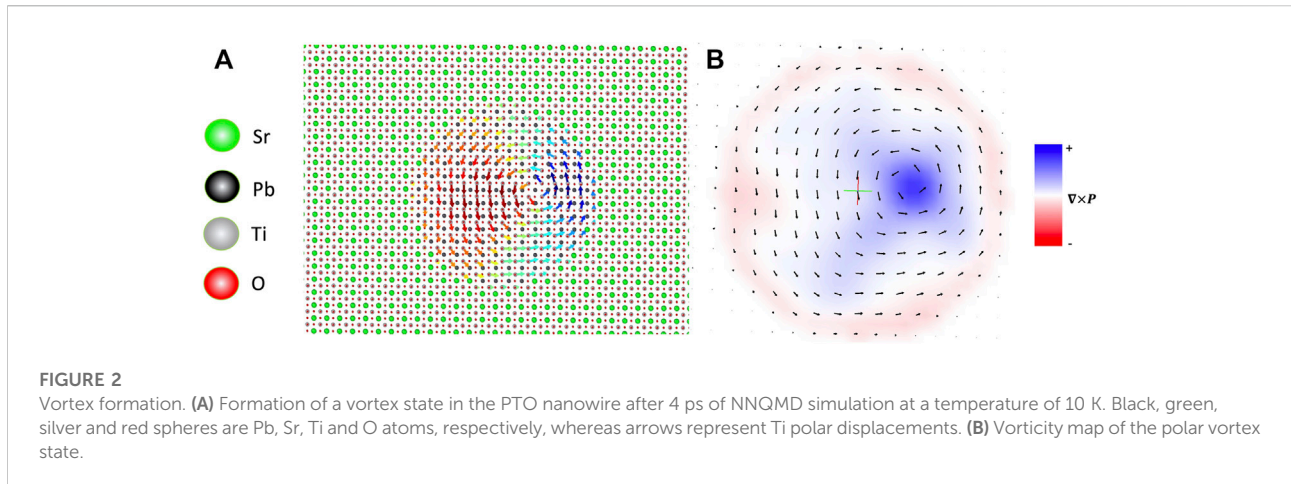 A
B
Sr
Pb
Ti
O
+
∇×P
-
FIGURE 2
Vortex formation. (A) Formation of a vortex state in the PTO nanowire after 4 ps of NNQMD simulation at a temperature of 10 K. Black, green,
silver and red spheres are Pb, Sr, Ti and O atoms, respectively, whereas arrows represent Ti polar displacements. (B) Vorticity map of the polar vortex
state.